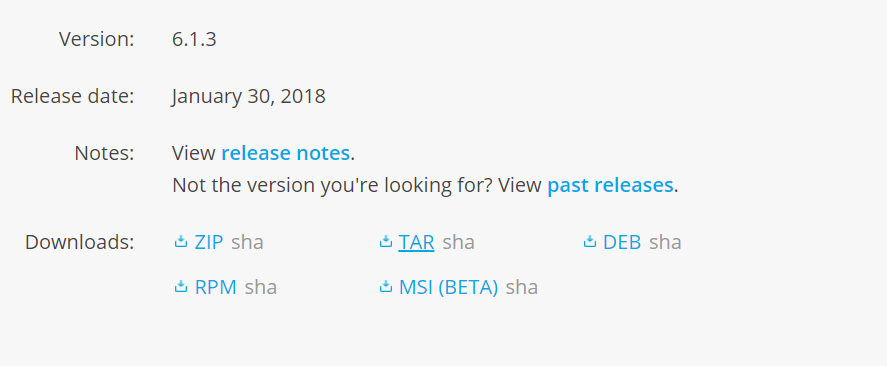 Version: 6.1.3
Release date: January 30, 2018
Notes: View release notes.
Not the version you're looking for? View past releases.
Downloads: ZIP sha TAR sha DEB sha
RPM sha MSI (BETA) sha